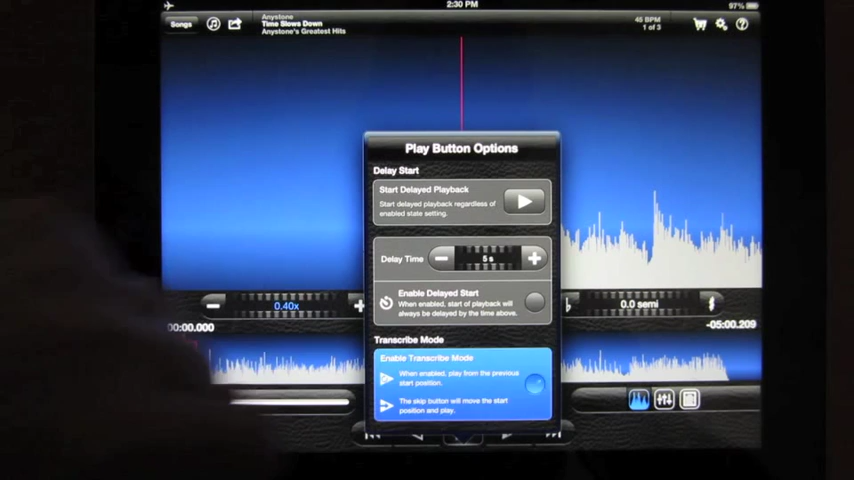 2:30 PM
97%
Songs
Anystone
Time Slows Down
Anystone's Greatest Hits
45 BPM
1 of 3
Play Button Options
Delay Start
Start Delayed Playback
Start delayed playback regardless of
enabled state setting.
Delay Time
5 s
Enable Delayed Start
When enabled, start of playback will
always be delayed by the time above.
0.40x
0.0 semi
00:00.000
-05:00.209
Transcribe Mode
Enable Transcribe Mode
When enabled, play from the previous
start position.
The skip button will move the start
position and play.